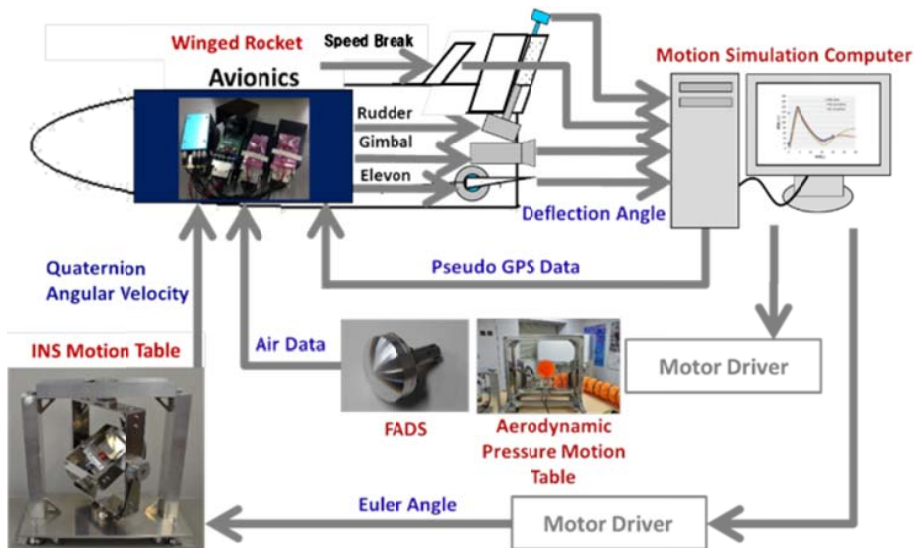 Winged Rocket
Speed Break
Motion Simulation Computer
Avionics
Rudder
Gimbal
Elevon
Deflection Angle
Quaternion
Angular Velocity
Pseudo GPS Data
INS Motion Table
Air Data
Motor Driver
FADS
Aerodynamic
Pressure Motion
Table
Euler Angle
Motor Driver